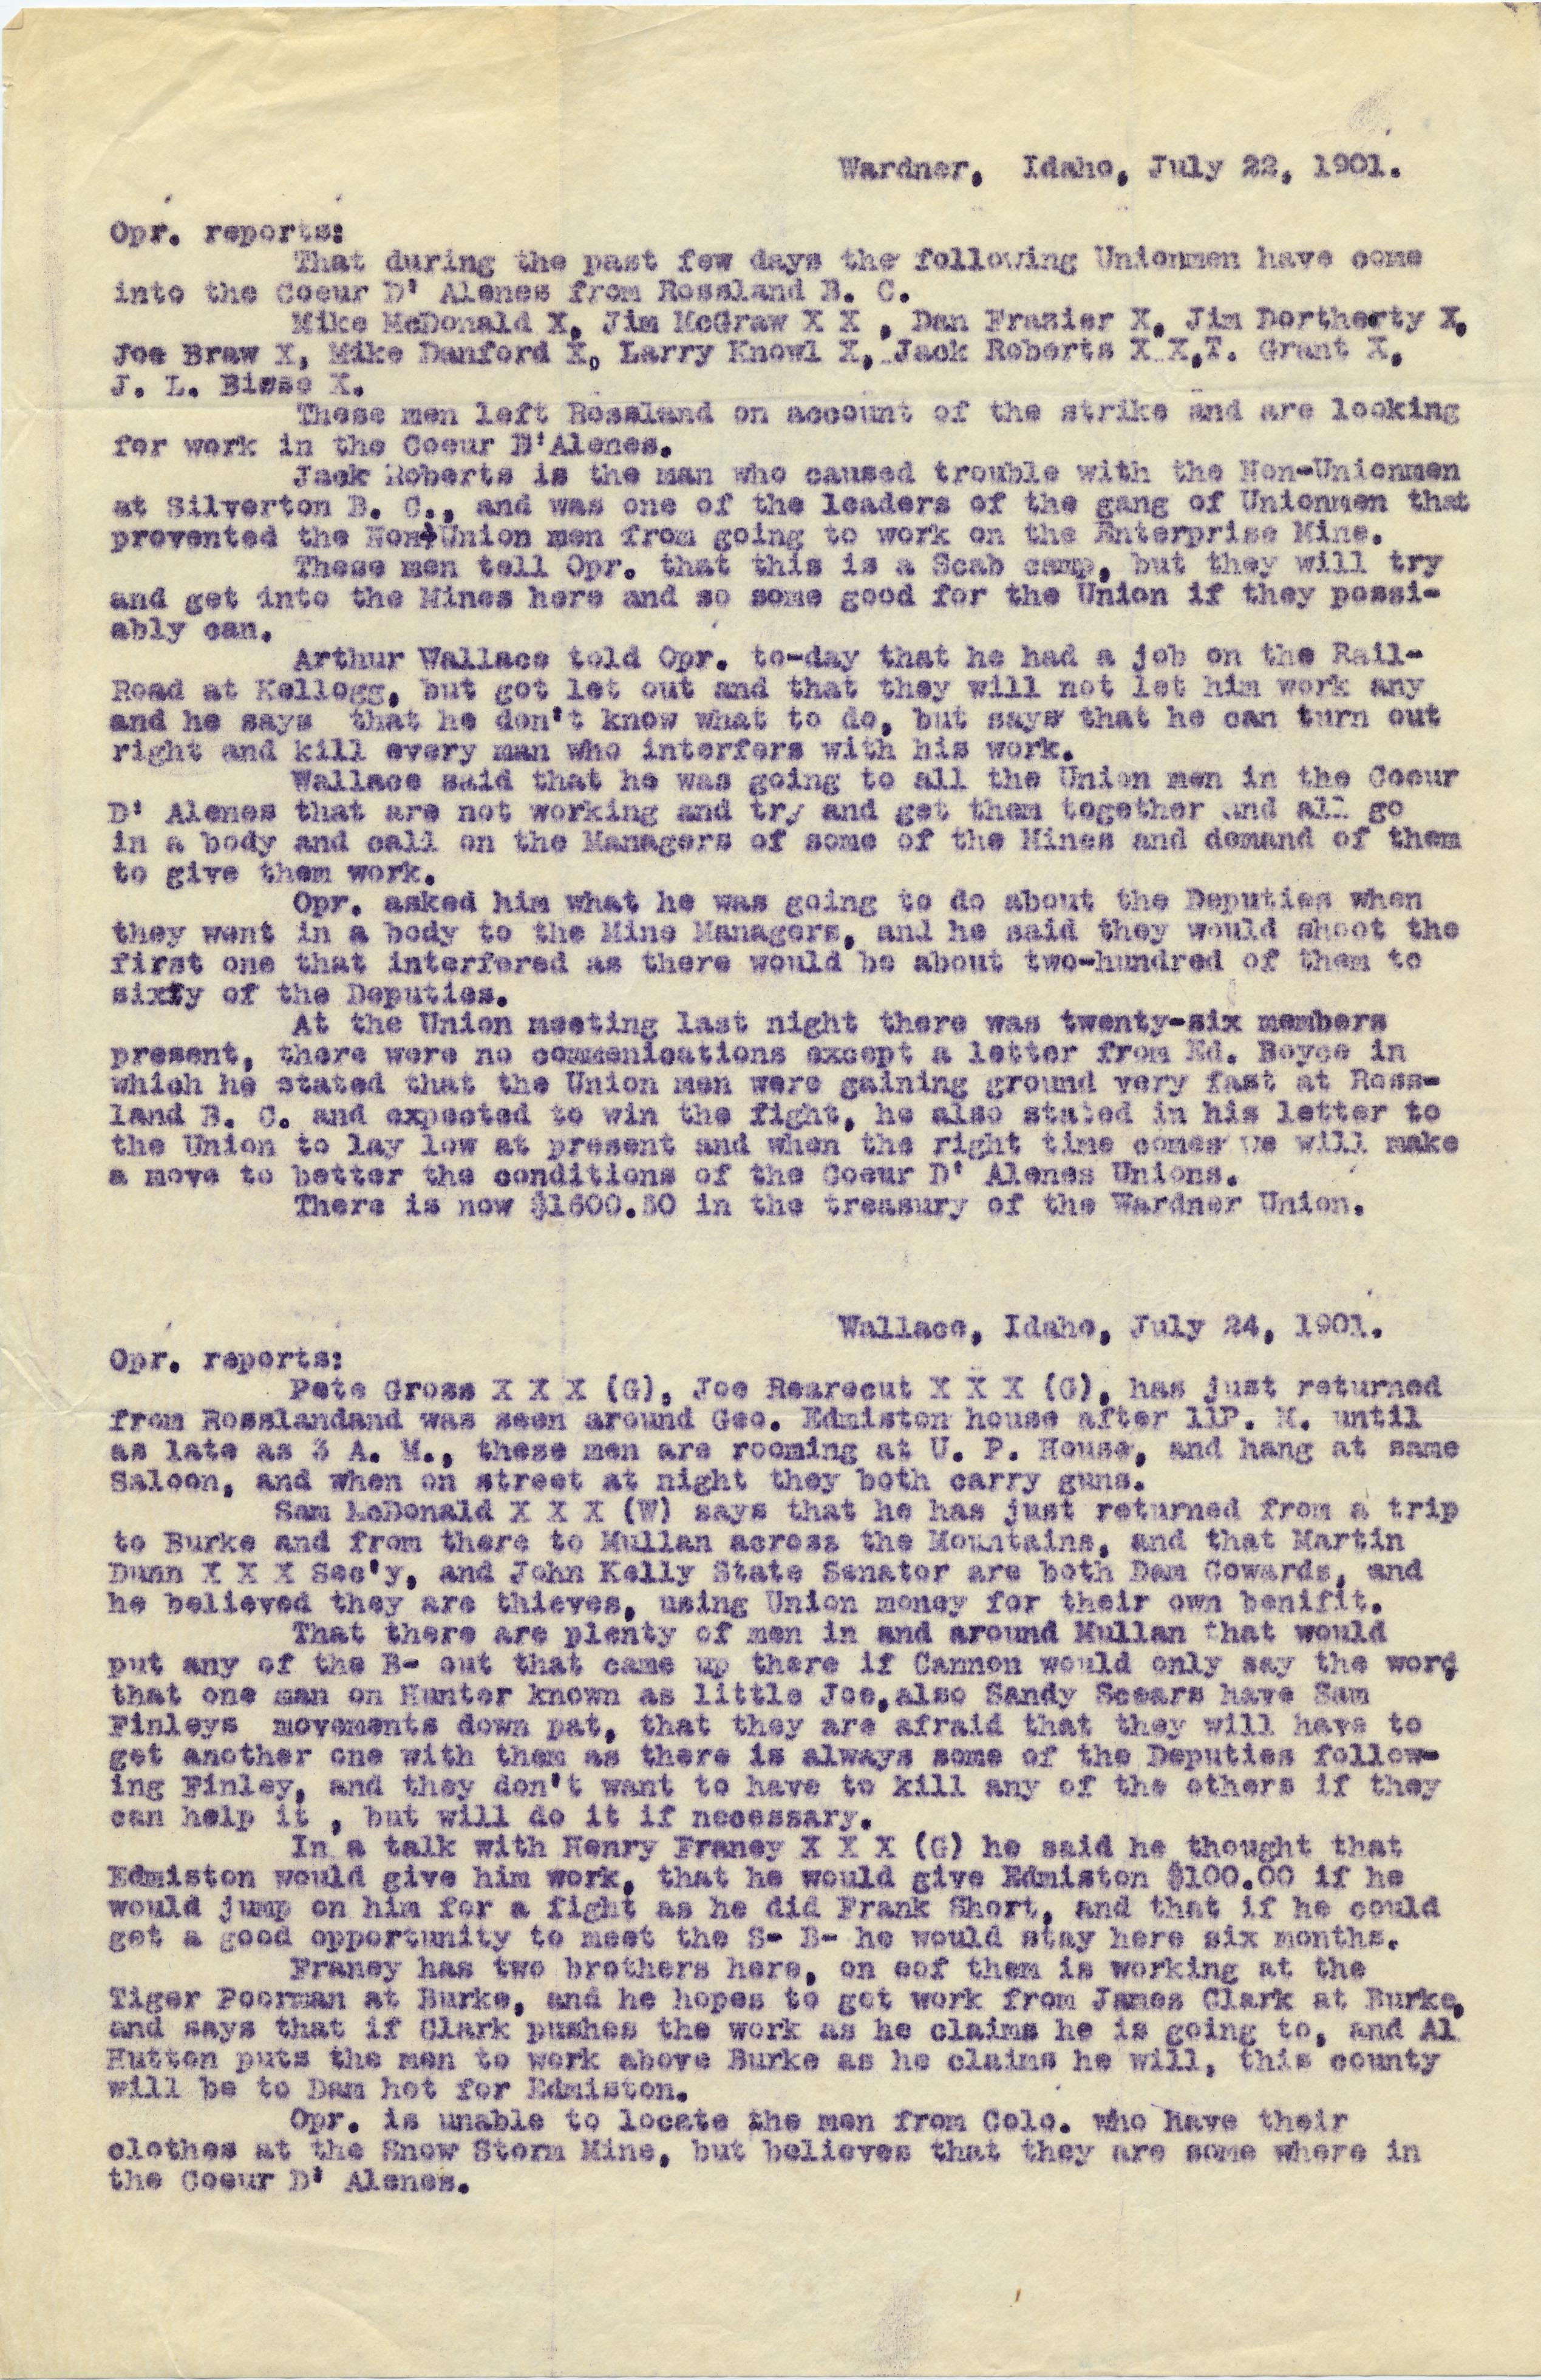 Wardner, Idaho, July 22, 1901.
Opr. reports:
That during the past few days the following Unionmen have come
into the Coeur D' Alenes from Rossland B. C.
Mike McDonald X, Jim McGraw X X , Dan Frazier X, Jim Dortherty X,
Joe Braw X, Mike Danford X, Larry Knowl X, Jack Roberts X X,T. Grant X,
J. L. Bisse X.
These men left Rossland on account of the strike and are looking
for work in the Coeur D'Alenes.
Jack Roberts is the man who caused trouble with the Non-Unionmen
at Silverton B. C., and was one of the leaders of the gang of Unionmen that
prevented the Non-Union men from going to work on the Enterprise Mine.
These men tell Opr. that this is a Scab camp, but they will try
and get into the Mines here and so some good for the Union if they possi-
ably can.
Arthur Wallace told Opr. to-day that he had a job on the Rail-
Road at Kellogg, but got let out and that they will not let him work any
and he says that he don't know what to do, but says that he can turn out
right and kill every man who interfers with his work.
Wallace said that he was going to all the Union men in the Coeur
D' Alenes that are not working and try and get them together and all go
in a body and call on the Managers of some of the Mines and demand of them
to give them work.
Opr. asked him what he was going to do about the Deputies when
they went in a body to the Mine Managers, and he said they would shoot the
first one that interfered as there would be about two-hundred of them to
sixty of the Deputies.
At the Union meeting last night there was twenty-six members
present, there were no commenications except a letter from Ed. Boyce in
which he stated that the Union men were gaining ground very fast at Ross-
land B. C. and expected to win the fight, he also stated in his letter to
the Union to lay low at present and when the right time comes we will make
a move to better the conditions of the Coeur D' Alenes Unions.
There is now $1600.50 in the treasury of the Wardner Union.
Wallace, Idaho, July 24, 1901.
Opr. reports:
Pete Gross X X X (G), Joe Rearecut X X X (G), has just returned
from Rosslandand was seen around Geo. Edmiston house after 11P. M. until
as late as 3 A. M., these men are rooming at U. P. House, and hang at same
Saloon, and when on street at night they both carry guns.
Sam McDonald X X X (W) says that he has just returned from a trip
to Burke and from there to Mullan across the Mountains, and that Martin
Dunn X X X Sec'y, and John Kelly State Senator are both Dam Cowards, and
he believed they are thieves, using Union money for their own benifit.
That there are plenty of men in and around Mullan that would
put any of the B- out that came up there if Cannon would only say the word
that one man on Hunter known as little Joe,also Sandy Scears have Sam
Finleys movements down pat, that they are afraid that they will have to
get another one with them as there is always some of the Deputies follow-
ing Finley, and they don't want to have to kill any of the others if they
can help it , but will do it if necessary.
In a talk with Henry Franey X X X (G) he said he thought that
Edmiston would give him work, that he would give Edmiston $100.00 if he
would jump on him for a fight as he did Frank Short, and that if he could
get a good opportunity to meet the S- B- he would stay here six months.
Franey has two brothers here, on eof them is working at the
Tiger Poorman at Burke, and he hopes to get work from James Clark at Burke,
and says that if Clark pushes the work as he claims he is going to, and Al
Hutton puts the men to work above Burke as he claims he will, this county
will be to Dam hot for Edmiston.
Opr. is unable to locate the men from Colo. who have their
clothes at the Snow Storm Mine, but believes that they are some where in
the Coeur D' Alenes.